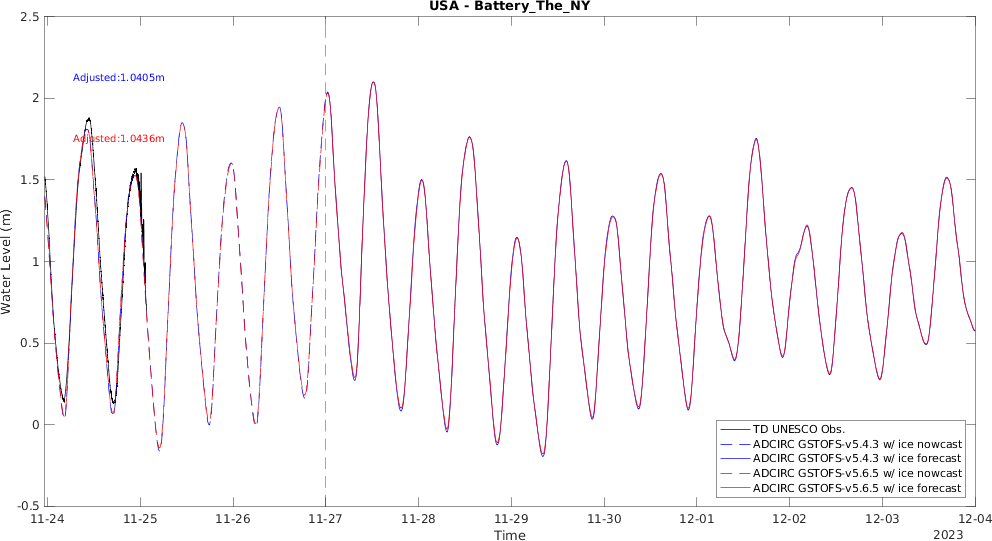 USA - Battery_The_NY
2.5
2
1.5
1
0.5
0
-0.5
Water Level (m)
Adjusted:1.0405m
Adjusted:1.0436m
TD UNESCO Obs.
ADCIRC GSTOFS-v5.4.3 w/ ice nowcast
ADCIRC GSTOFS-v5.4.3 w/ ice forecast
ADCIRC GSTOFS-v5.6.5 w/ ice nowcast
ADCIRC GSTOFS-v5.6.5 w/ ice forecast
11-24 11-25 11-26 11-27 11-28 11-29 11-30 12-01 12-02 12-03 12-04
Time
2023